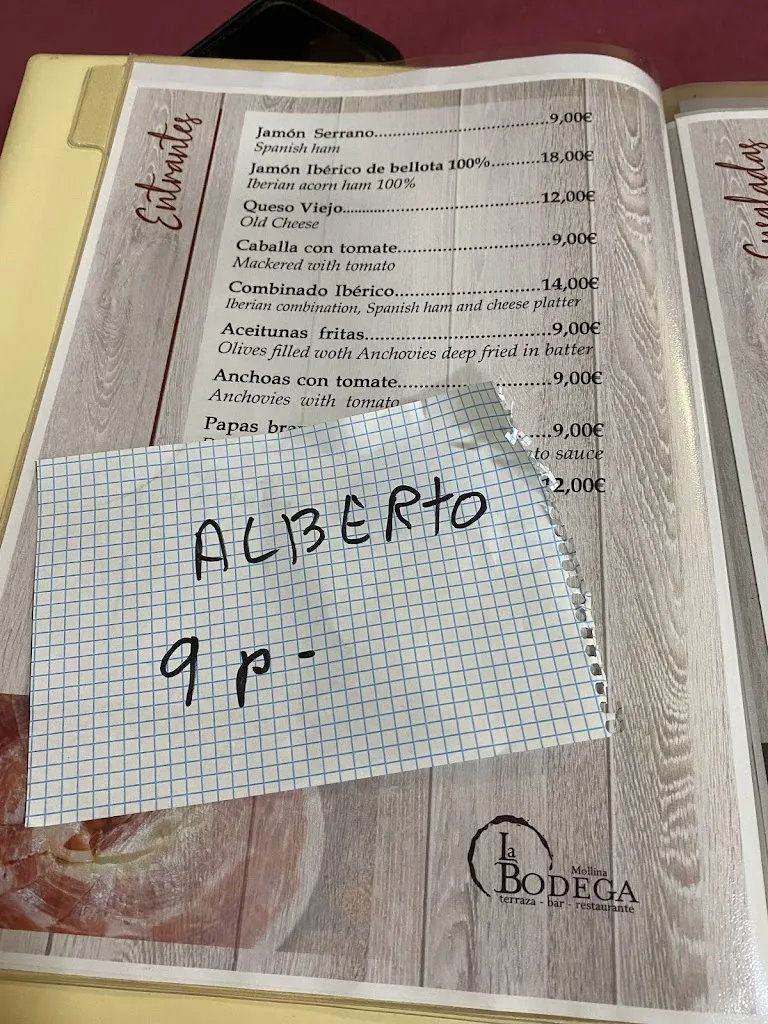 Entrantes
Jamón Serrano..............................9,00€
Spanish ham
Jamón Ibérico de bellota 100%..........18,00€
Iberian acorn ham 100%
Queso Viejo..............................12,00€
Old Cheese
Caballa con tomate..............................9,00€
Mackered with tomato
Combinado Ibérico..............................14,00€
Iberian combination, Spanish ham and cheese platter
Aceitunas fritas..............................9,00€
Olives filled woth Anchovies deep fried in batter
Anchoas con tomate..............................9,00€
Anchovies with tomato
Papas ....9,00€
sauce
12,00€
ALBERTO
9 p-
La
Mollina
BODEGA
terraza - bar - restaurante
Ensaladas